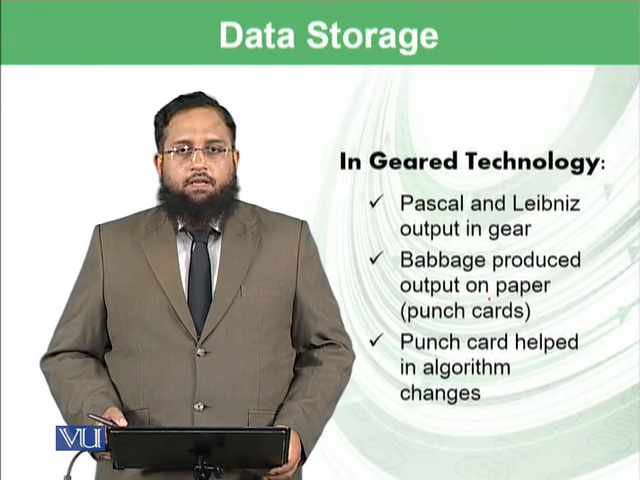 Data Storage
In Geared Technology:
✓ Pascal and Leibniz
output in gear
✓ Babbage produced
output on paper
(punch cards)
✓ Punch card helped
in algorithm
changes
VU